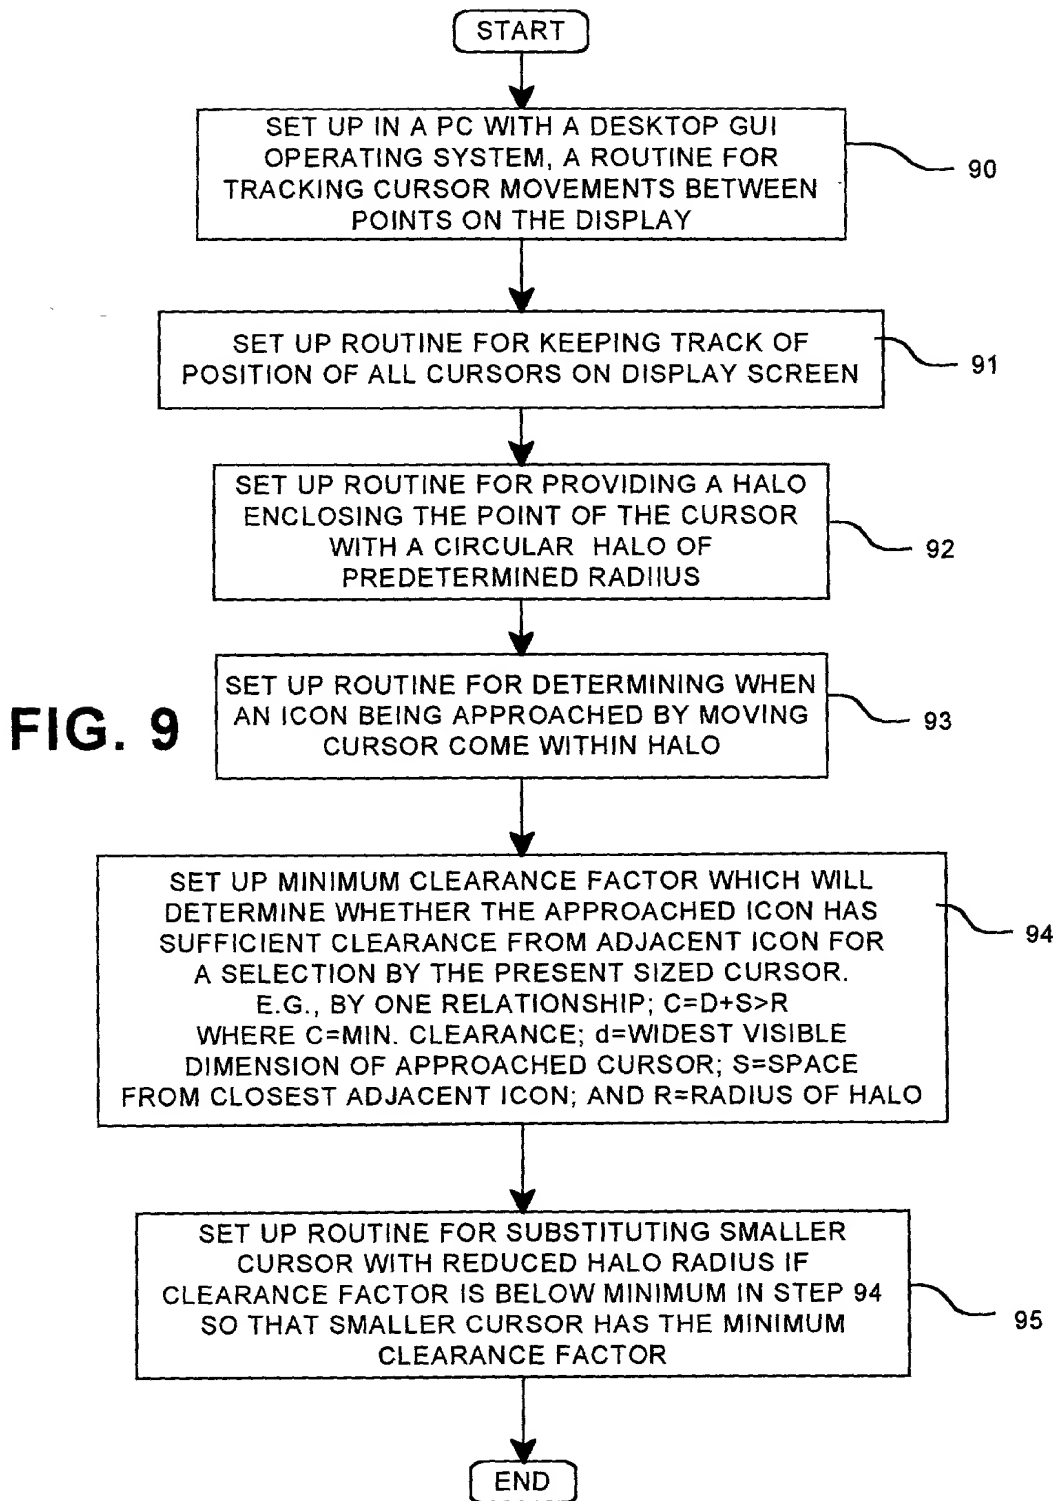 START
SET UP IN A PC WITH A DESKTOP GUI
OPERATING SYSTEM, A ROUTINE FOR
TRACKING CURSOR MOVEMENTS BETWEEN
POINTS ON THE DISPLAY
90
SET UP ROUTINE FOR KEEPING TRACK OF
POSITION OF ALL CURSORS ON DISPLAY SCREEN
91
SET UP ROUTINE FOR PROVIDING A HALO
ENCLOSING THE POINT OF THE CURSOR
WITH A CIRCULAR HALO OF
PREDETERMINED RADIIUS
92
FIG. 9
SET UP ROUTINE FOR DETERMINING WHEN
AN ICON BEING APPROACHED BY MOVING
CURSOR COME WITHIN HALO
93
SET UP MINIMUM CLEARANCE FACTOR WHICH WILL
DETERMINE WHETHER THE APPROACHED ICON HAS
SUFFICIENT CLEARANCE FROM ADJACENT ICON FOR
A SELECTION BY THE PRESENT SIZED CURSOR.
E.G., BY ONE RELATIONSHIP; C=D+S>R
WHERE C=MIN. CLEARANCE; d=WIDEST VISIBLE
DIMENSION OF APPROACHED CURSOR; S=SPACE
FROM CLOSEST ADJACENT ICON; AND R=RADIUS OF HALO
94
SET UP ROUTINE FOR SUBSTITUTING SMALLER
CURSOR WITH REDUCED HALO RADIUS IF
CLEARANCE FACTOR IS BELOW MINIMUM IN STEP 94
SO THAT SMALLER CURSOR HAS THE MINIMUM
CLEARANCE FACTOR
95
END